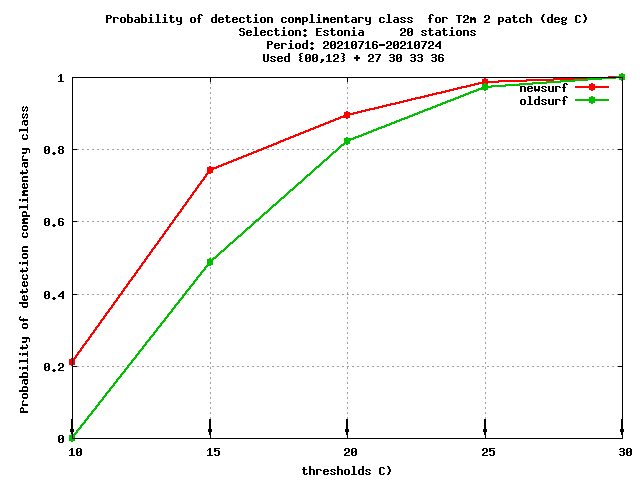 Probability of detection complimentary class  for T2m 2 patch (deg C)
Selection: Estonia     20 stations
Period: 20210716-20210724
Used {00,12} + 27 30 33 36
newsurf
oldsurf
Probability of detection complimentary class
1
0.8
0.6
0.4
0.2
0
10 15 20 25 30
thresholds C)